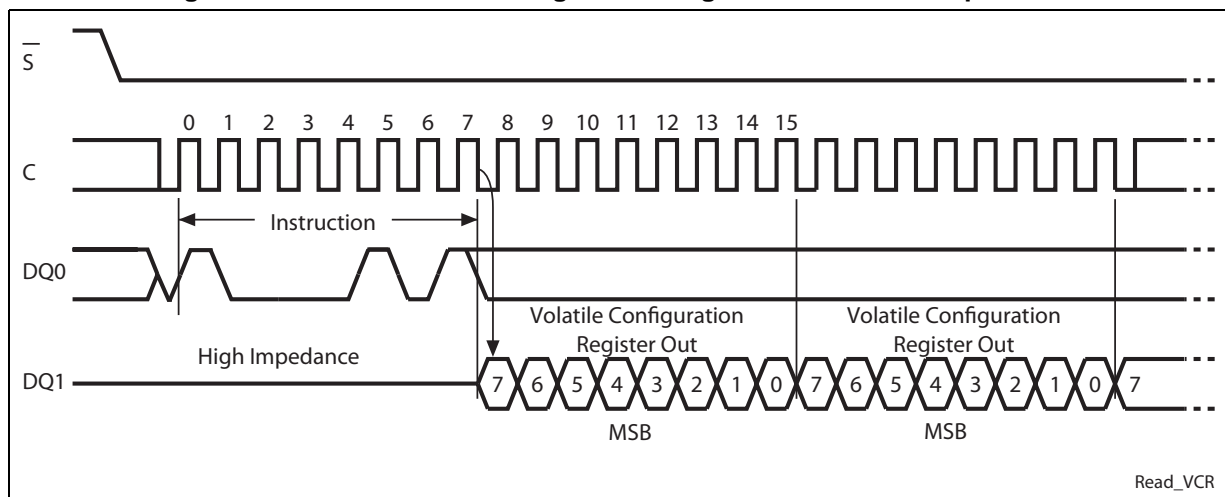 S
0 1 2 3 4 5 6 7 8 9 10 11 12 13 14 15
C
Instruction
DQ0
Volatile Configuration
Register Out
Volatile Configuration
Register Out
High Impedance
DQ1
7 6 5 4 3 2 1 0 7 6 5 4 3 2 1 0 7
MSB
MSB
Read_VCR